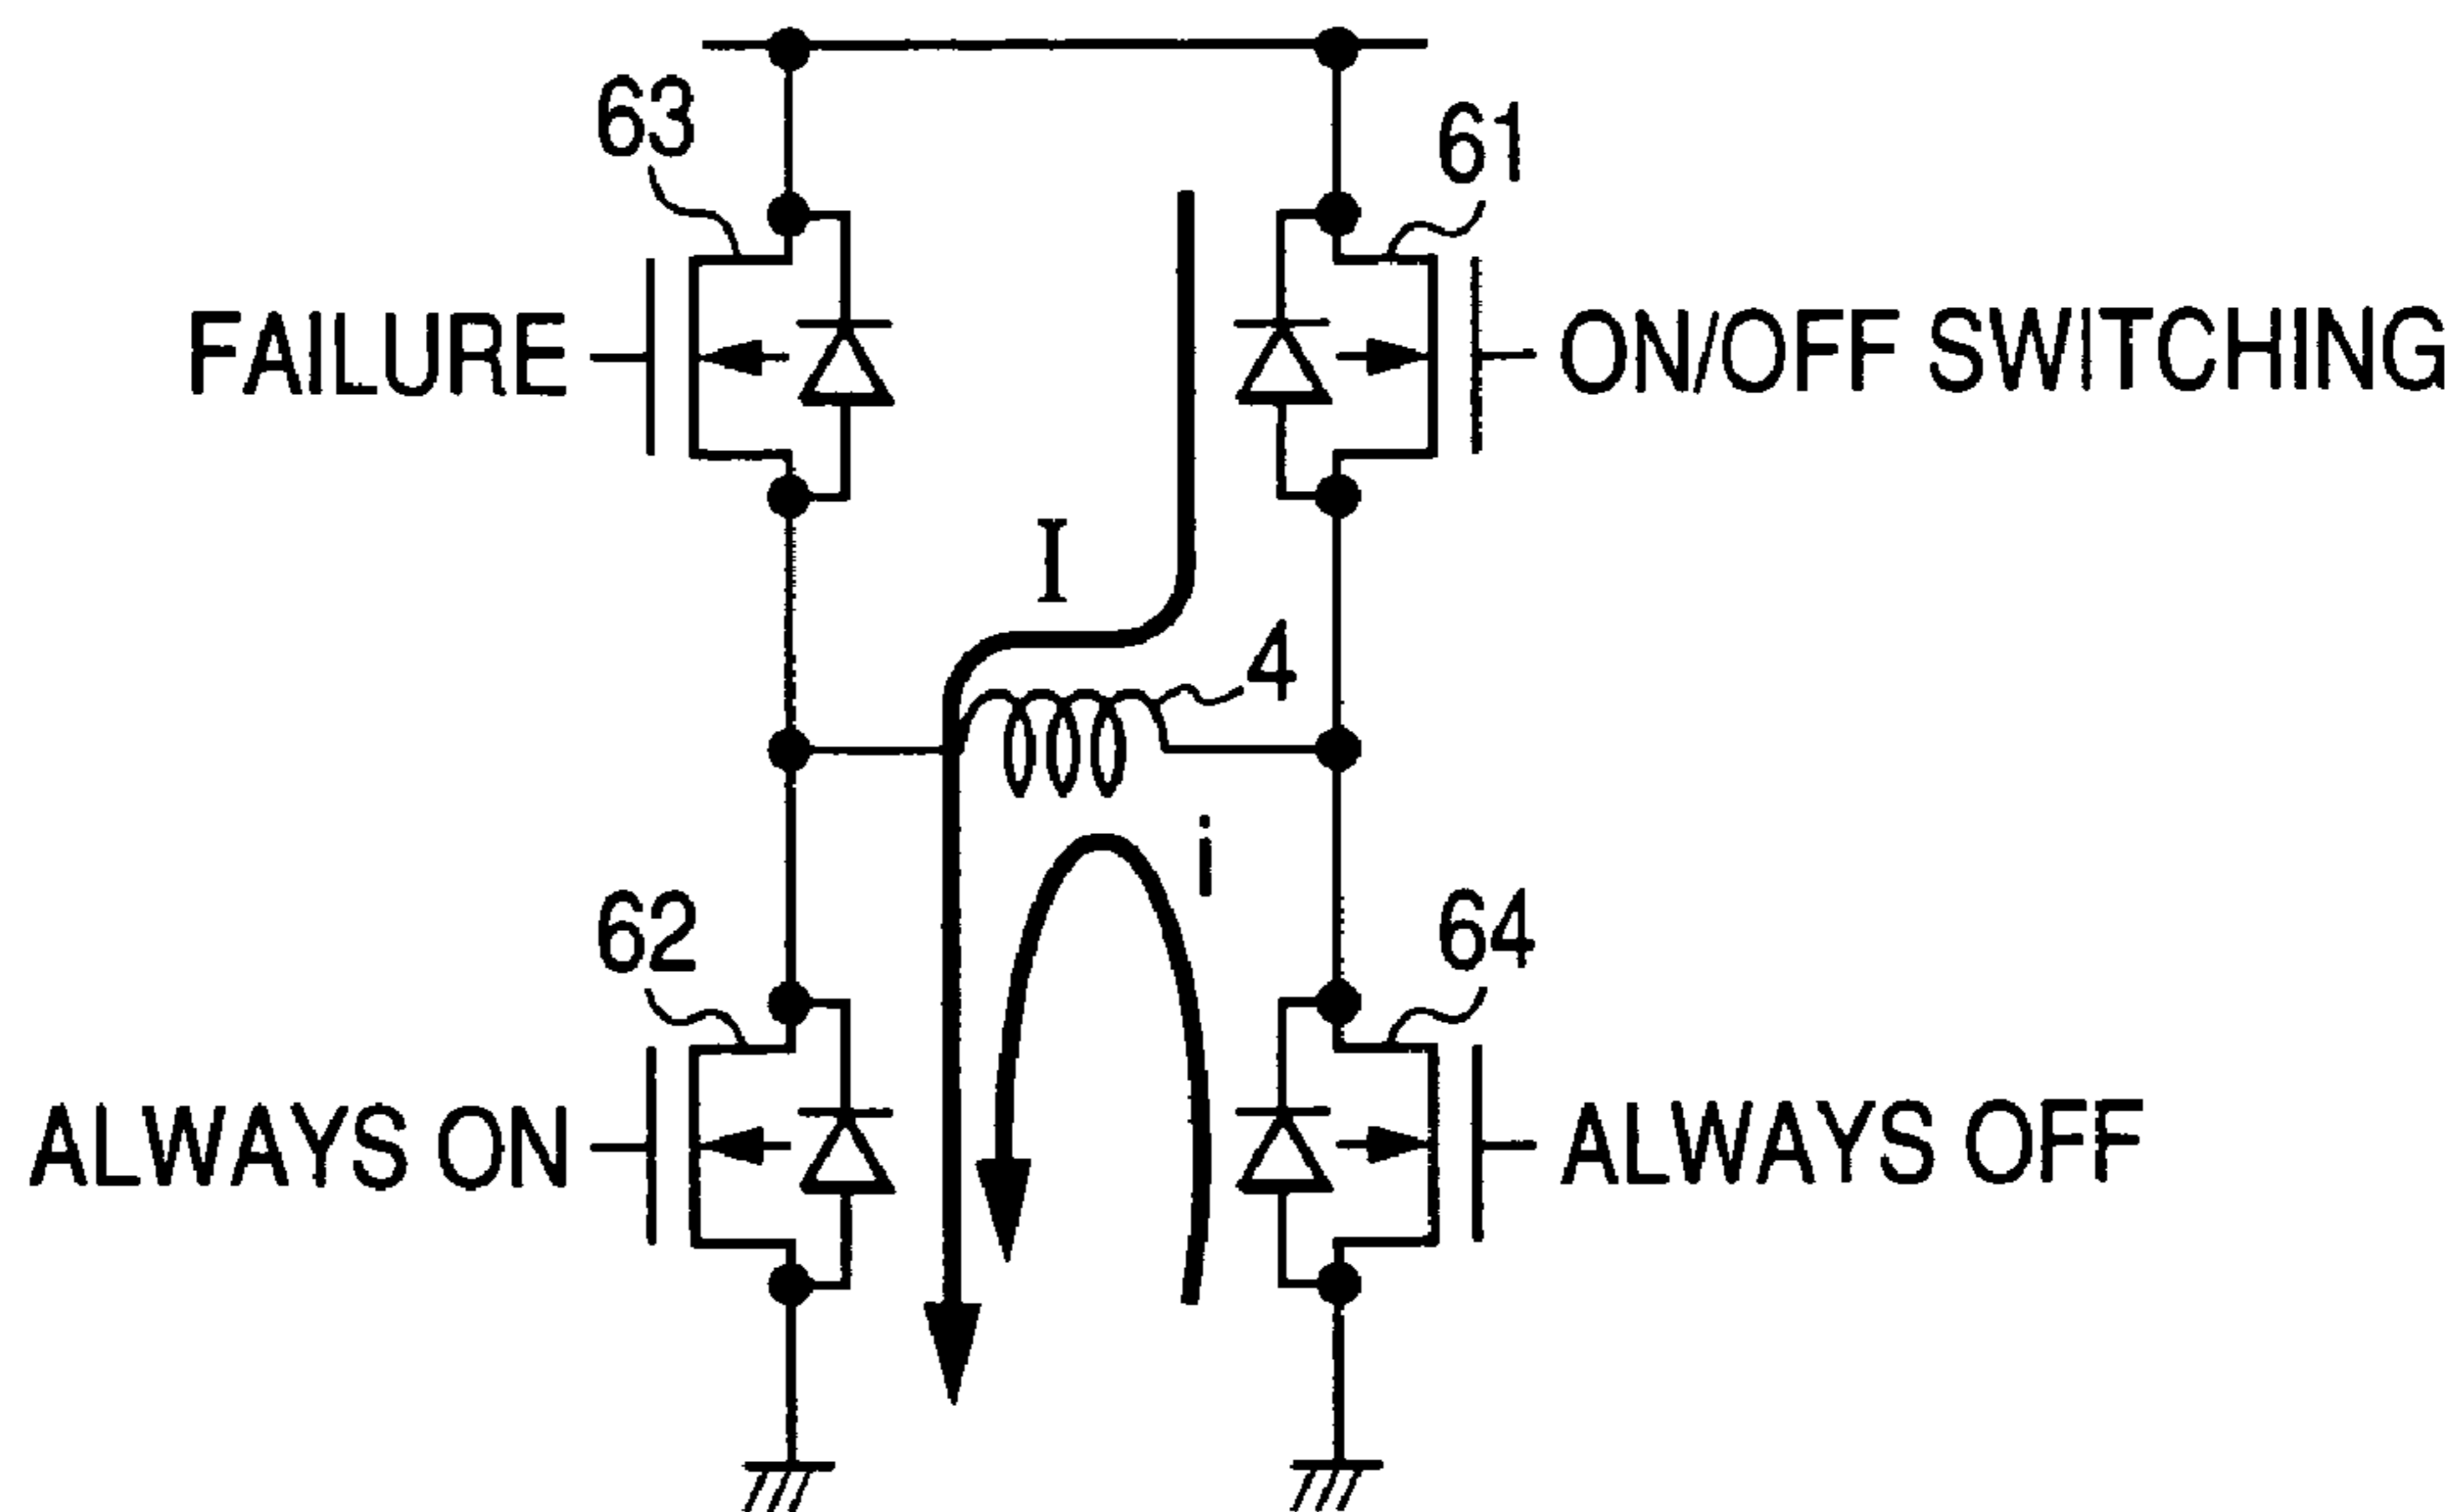 63
61
FAILURE
ON/OFF SWITCHING
I
4
i
62
64
ALWAYS ON
ALWAYS OFF